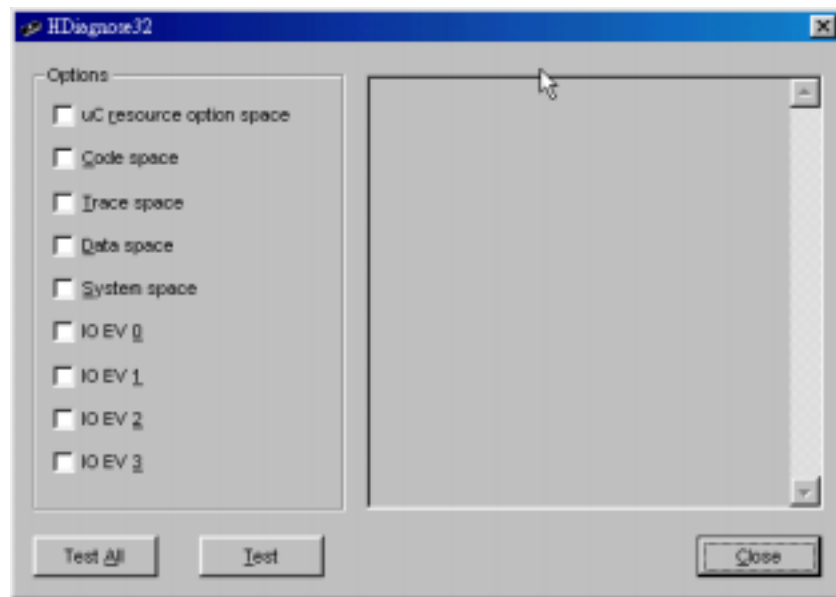 HDiagnose32
Options
uC resource option space
Code space
Trace space
Data space
System space
IO EV 0
IO EV 1
IO EV 2
IO EV 3
Test All
Test
Close